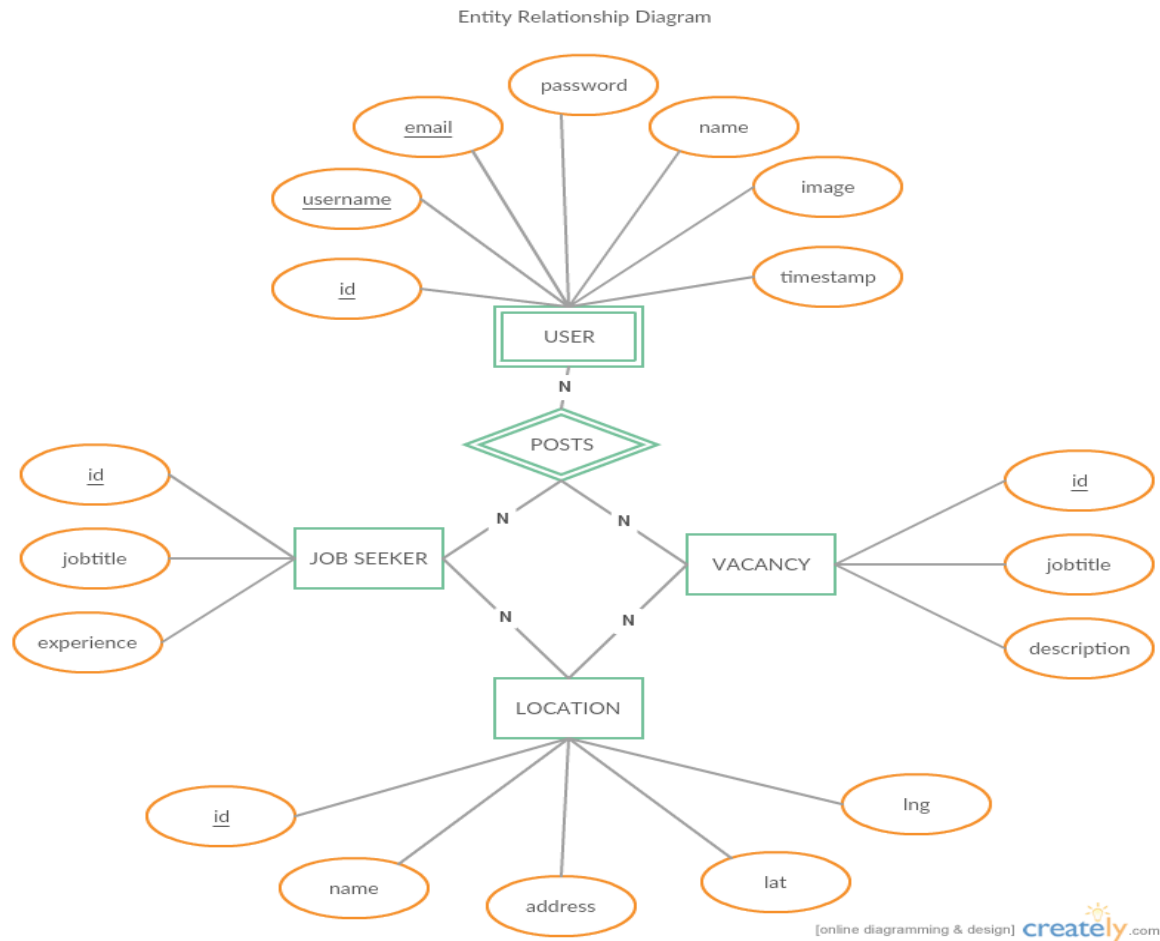 Entity Relationship Diagram
password
email
name
username
image
id
timestamp
USER
N
POSTS
id
id
N
N
jobtitle
JOB SEEKER
VACANCY
jobtitle
experience
N
N
description
LOCATION
id
lng
name
address
lat
[online diagramming & design] creately.com